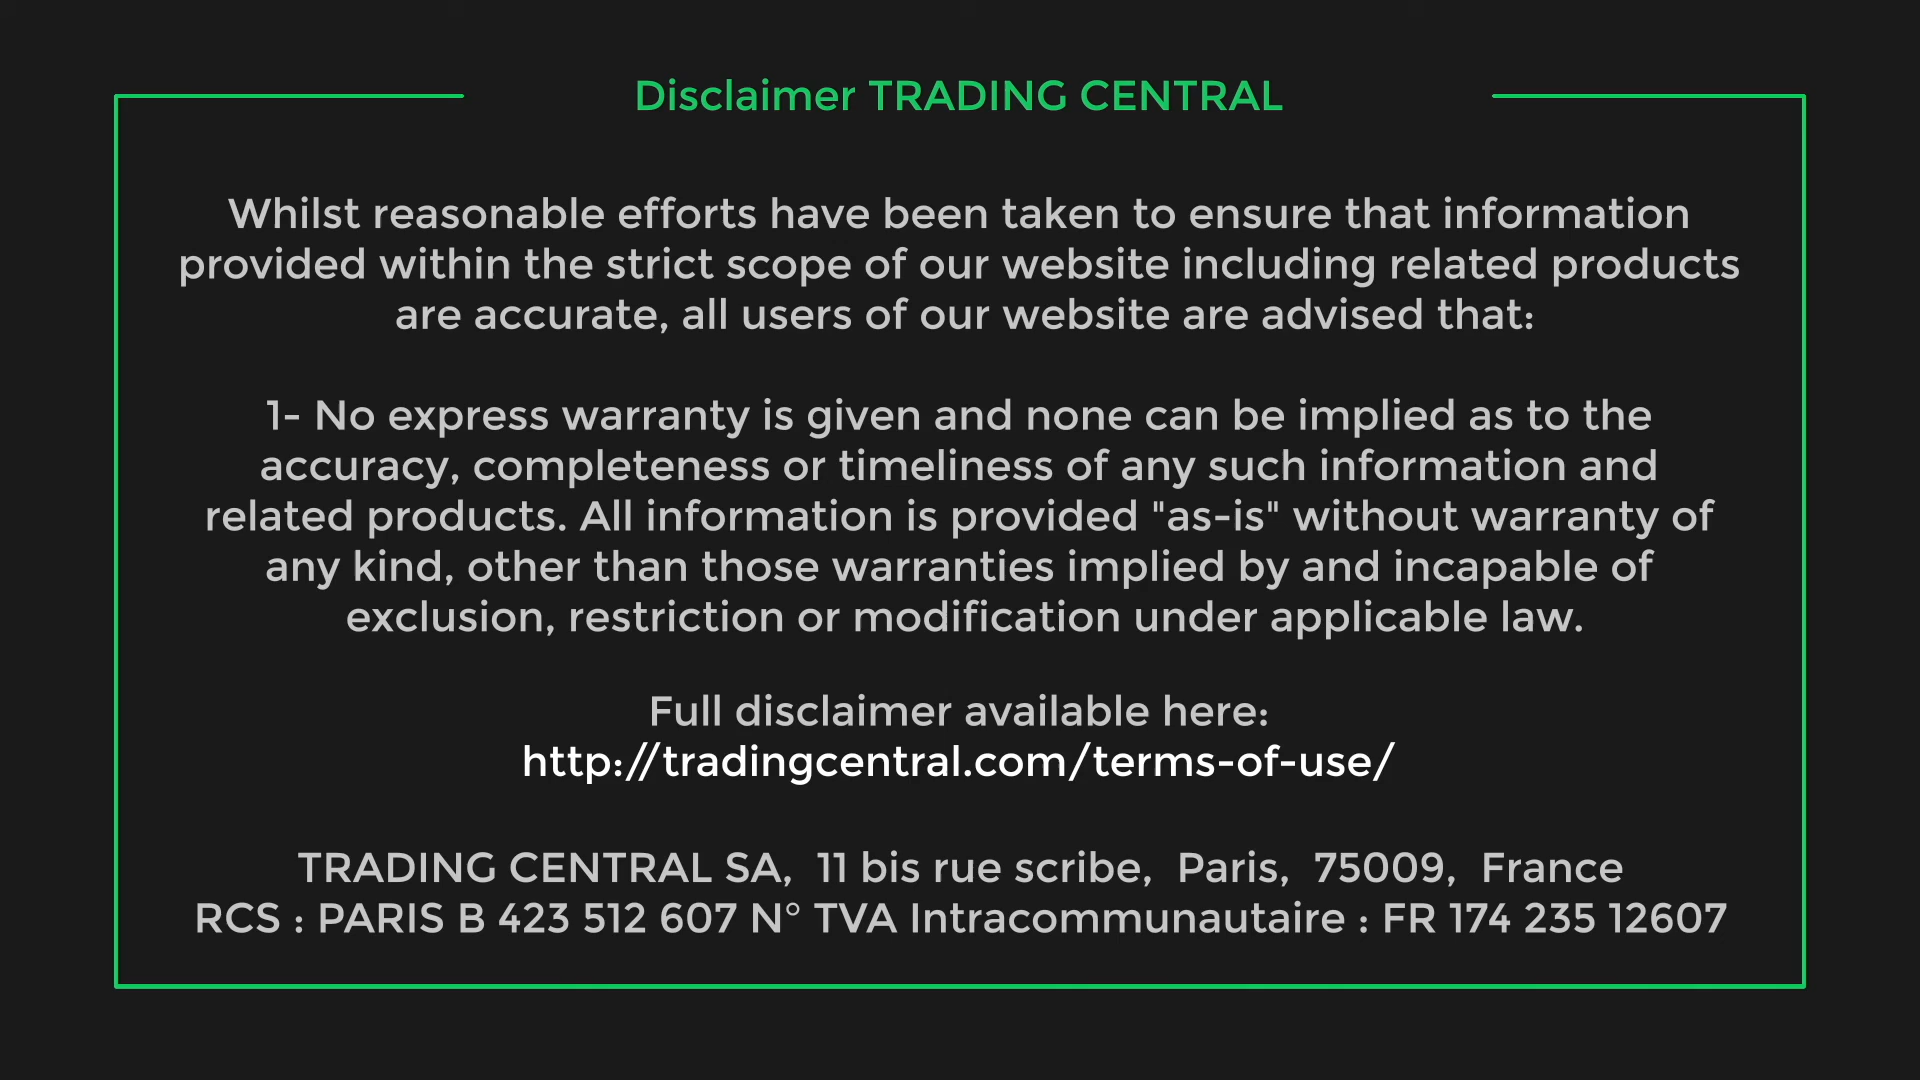 Disclaimer TRADING CENTRAL
Whilst reasonable efforts have been taken to ensure that information
provided within the strict scope of our website including related products
are accurate, all users of our website are advised that:
1- No express warranty is given and none can be implied as to the
accuracy, completeness or timeliness of any such information and
related products. All information is provided "as-is" without warranty of
any kind, other than those warranties implied by and incapable of
exclusion, restriction or modification under applicable law.
Full disclaimer available here:
http://tradingcentral.com/terms-of-use/
TRADING CENTRAL SA, 11 bis rue scribe, Paris, 75009, France
RCS : PARIS B 423 512 607 N° TVA Intracommunautaire : FR 174 235 12607